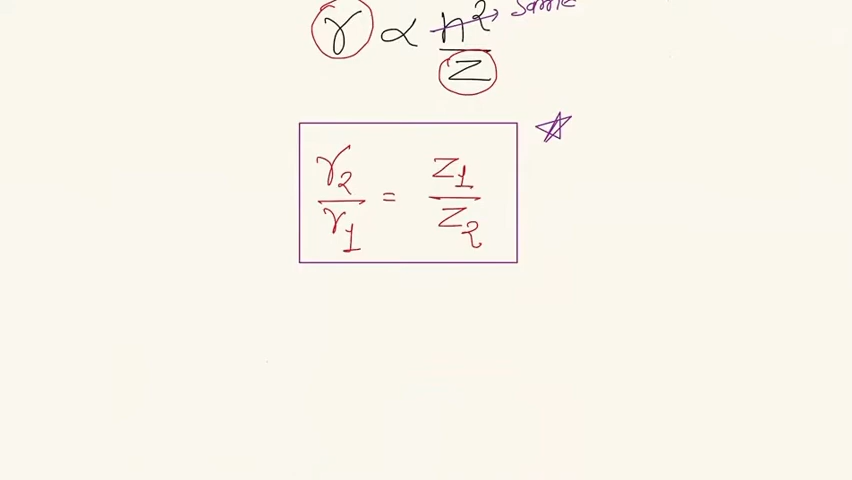 r ∝ n²/Z → same
r₂/r₁ = Z₁/Z₂